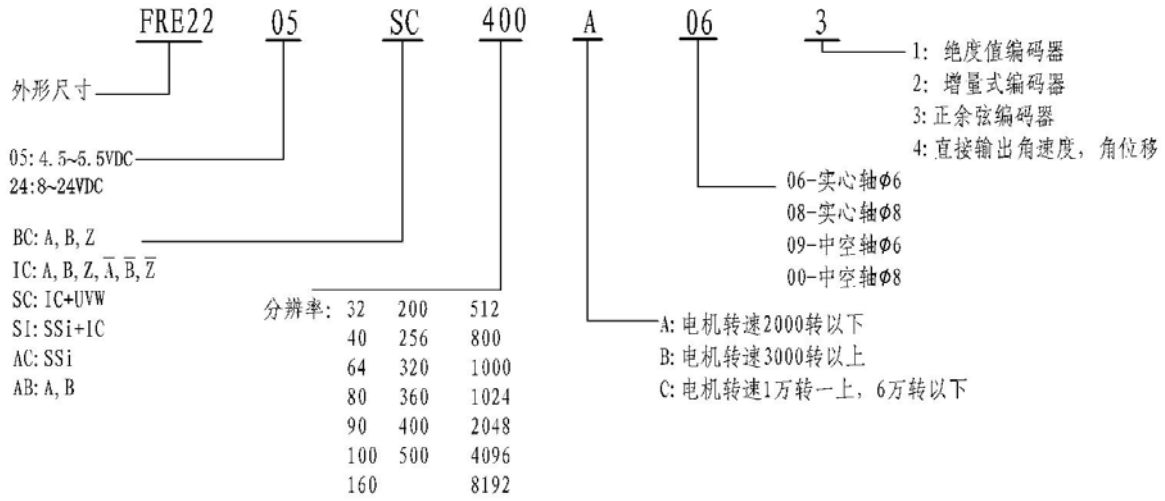 FRE22 05 SC 400 A 06 3
外形尺寸
05: 4.5~5.5VDC
24:8~24VDC
BC: A, B, Z
IC: A, B, Z, A̅, B̅, Z̅
SC: IC+UVW
SI: SSi+IC
AC: SSi
AB: A, B
分辨率: 32 200 512
40 256 800
64 320 1000
80 360 1024
90 400 2048
100 500 4096
160 8192
A: 电机转速2000转以下
B: 电机转速3000转以上
C: 电机转速1万转一上, 6万转以下
06-实心轴φ6
08-实心轴φ8
09-中空轴φ6
00-中空轴φ8
1: 绝度值编码器
2: 增量式编码器
3: 正余弦编码器
4: 直接输出角速度, 角位移